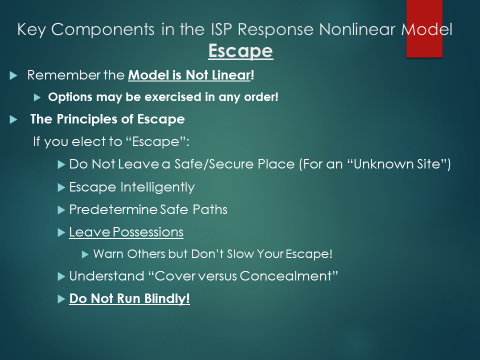 Key Components in the ISP Response Nonlinear Model
Escape
Remember the Model is Not Linear!
Options may be exercised in any order!
The Principles of Escape
If you elect to “Escape”:
Do Not Leave a Safe/Secure Place (For an “Unknown Site”)
Escape Intelligently
Predetermine Safe Paths
Leave Possessions
Warn Others but Don’t Slow Your Escape!
Understand “Cover versus Concealment”
Do Not Run Blindly!